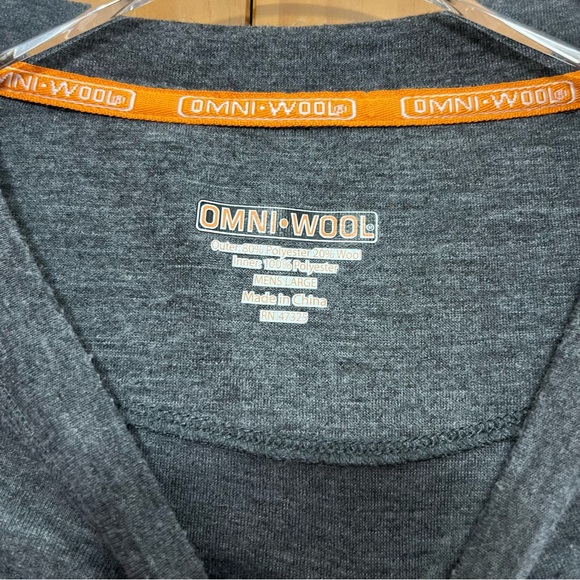 OMNI•WOOL® OMNI•WOOL® OMNI•WOOL®
OMNI•WOOL®
Outer: 80% Polyester 20% Wool
Inner: 100% Polyester
MENS LARGE
Made in China
RN 47325